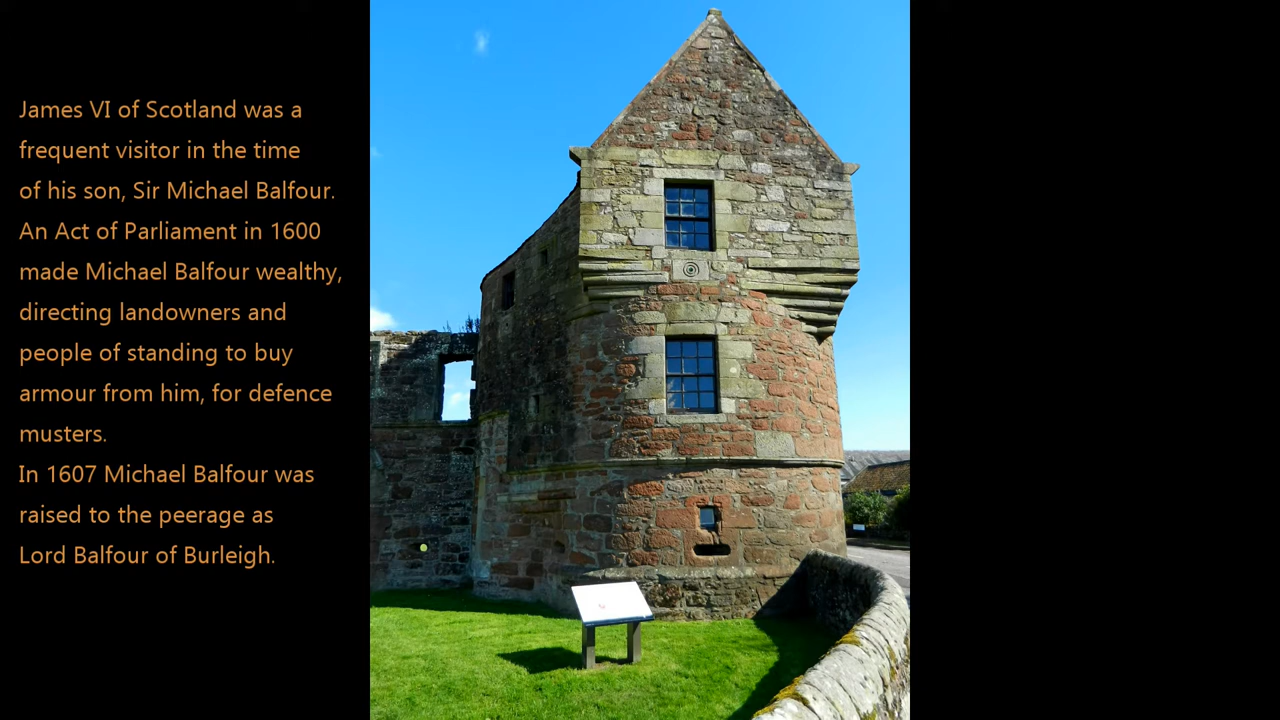 James VI of Scotland was a
frequent visitor in the time
of his son, Sir Michael Balfour.
An Act of Parliament in 1600
made Michael Balfour wealthy,
directing landowners and
people of standing to buy
armour from him, for defence
musters.
In 1607 Michael Balfour was
raised to the peerage as
Lord Balfour of Burleigh.